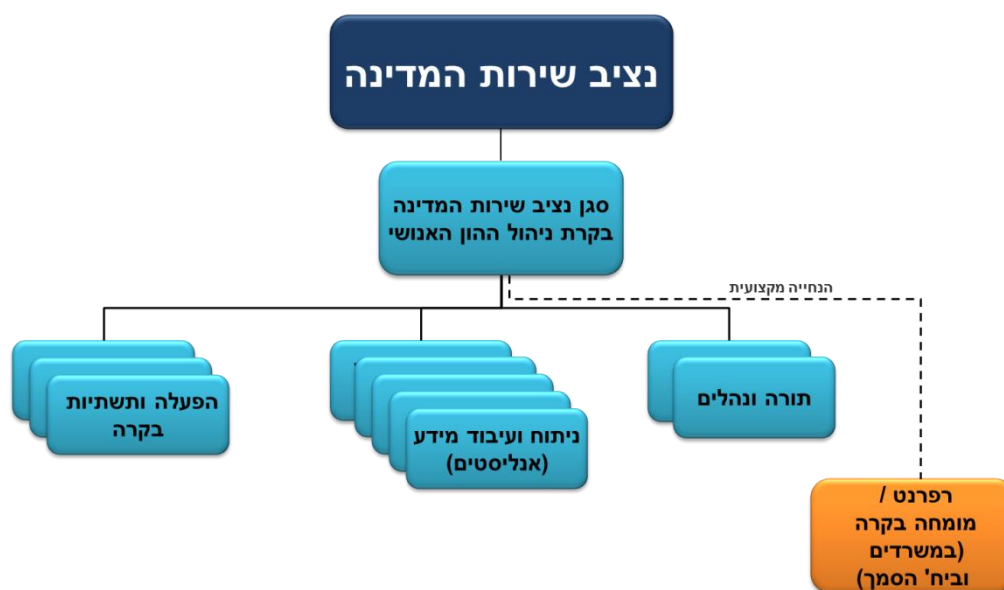 נציב שירות המדינה
סגן נציב שירות המדינה
בקרת ניהול ההון האנושי
הנחייה מקצועית
תורה ונהלים
ניתוח ועיבוד מידע
(אנליסטים)
הפעלה ותשתיות
בקרה
רפרנט /
מומחה בקרה
(במשרדים
וביח' הסמך)